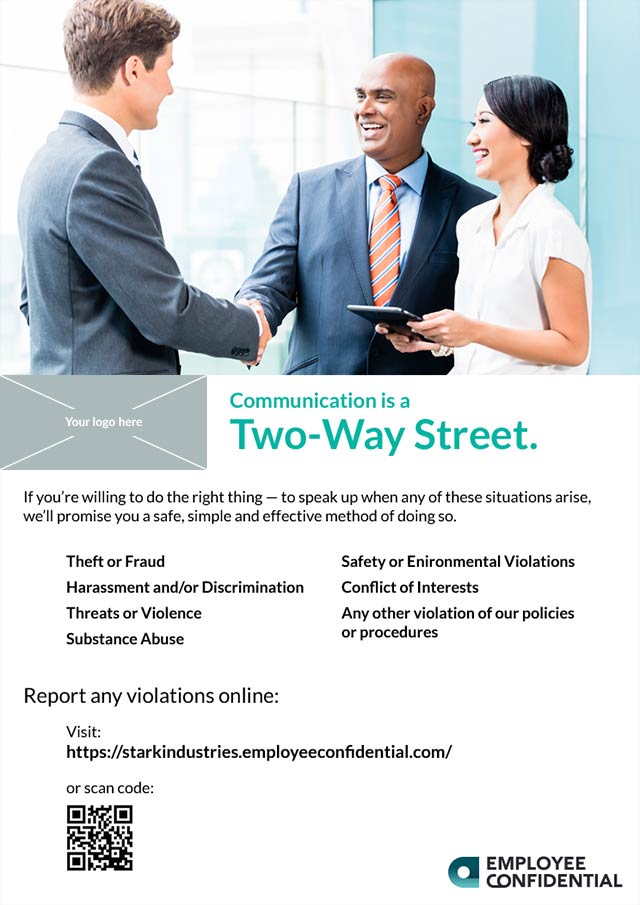 Your logo here
Communication is a
Two-Way Street.
If you’re willing to do the right thing — to speak up when any of these situations arise,
we’ll promise you a safe, simple and effective method of doing so.
Theft or Fraud
Harassment and/or Discrimination
Threats or Violence
Substance Abuse
Safety or Enironmental Violations
Conflict of Interests
Any other violation of our policies
or procedures
Report any violations online:
Visit:
https://starkindustries.employeeconfidential.com/
or scan code:
EMPLOYEE
CONFIDENTIAL